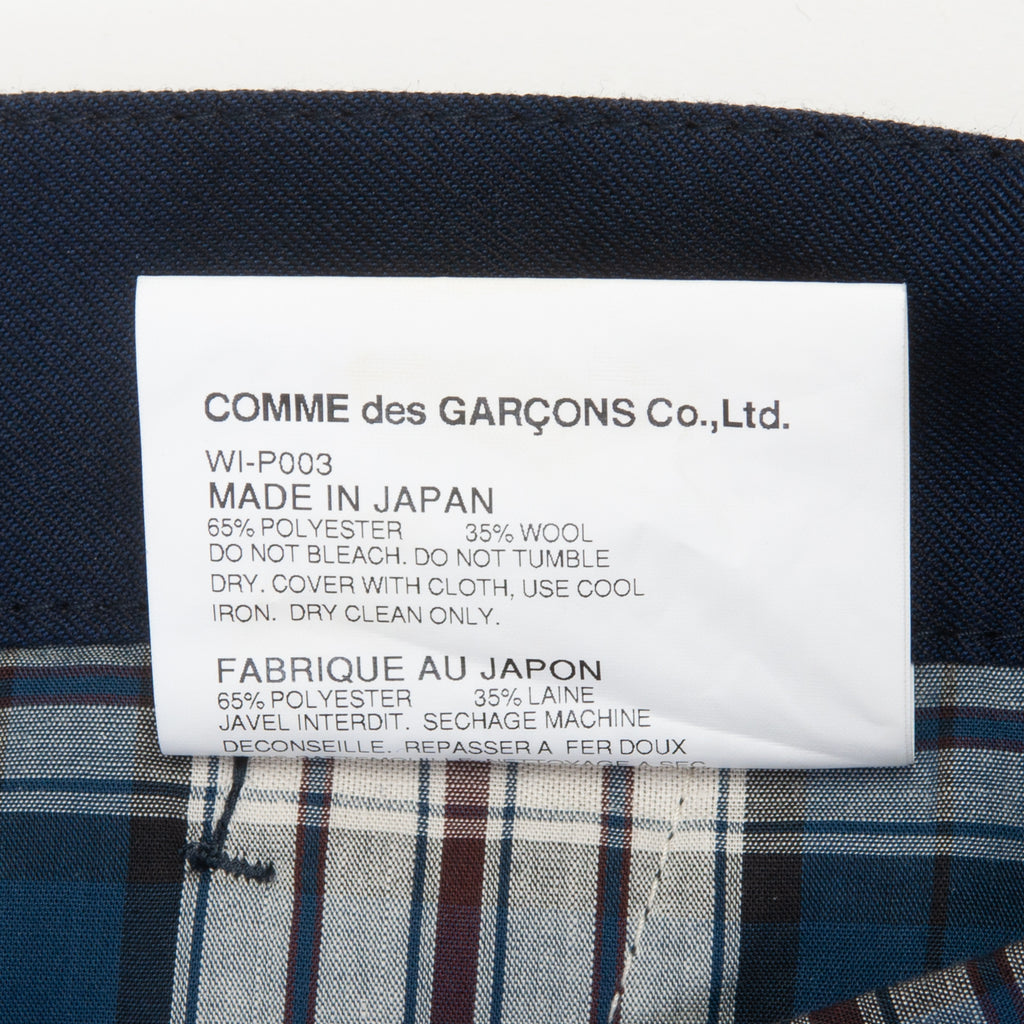 COMME des GARÇONS Co.,Ltd.
WI-P003
MADE IN JAPAN
65% POLYESTER 35% WOOL
DO NOT BLEACH. DO NOT TUMBLE
DRY. COVER WITH CLOTH, USE COOL
IRON. DRY CLEAN ONLY.
FABRIQUE AU JAPON
65% POLYESTER 35% LAINE
JAVEL INTERDIT. SECHAGE MACHINE
DECONSEILLE. REPASSER A FER DOUX
NETTOYAGE A SEC